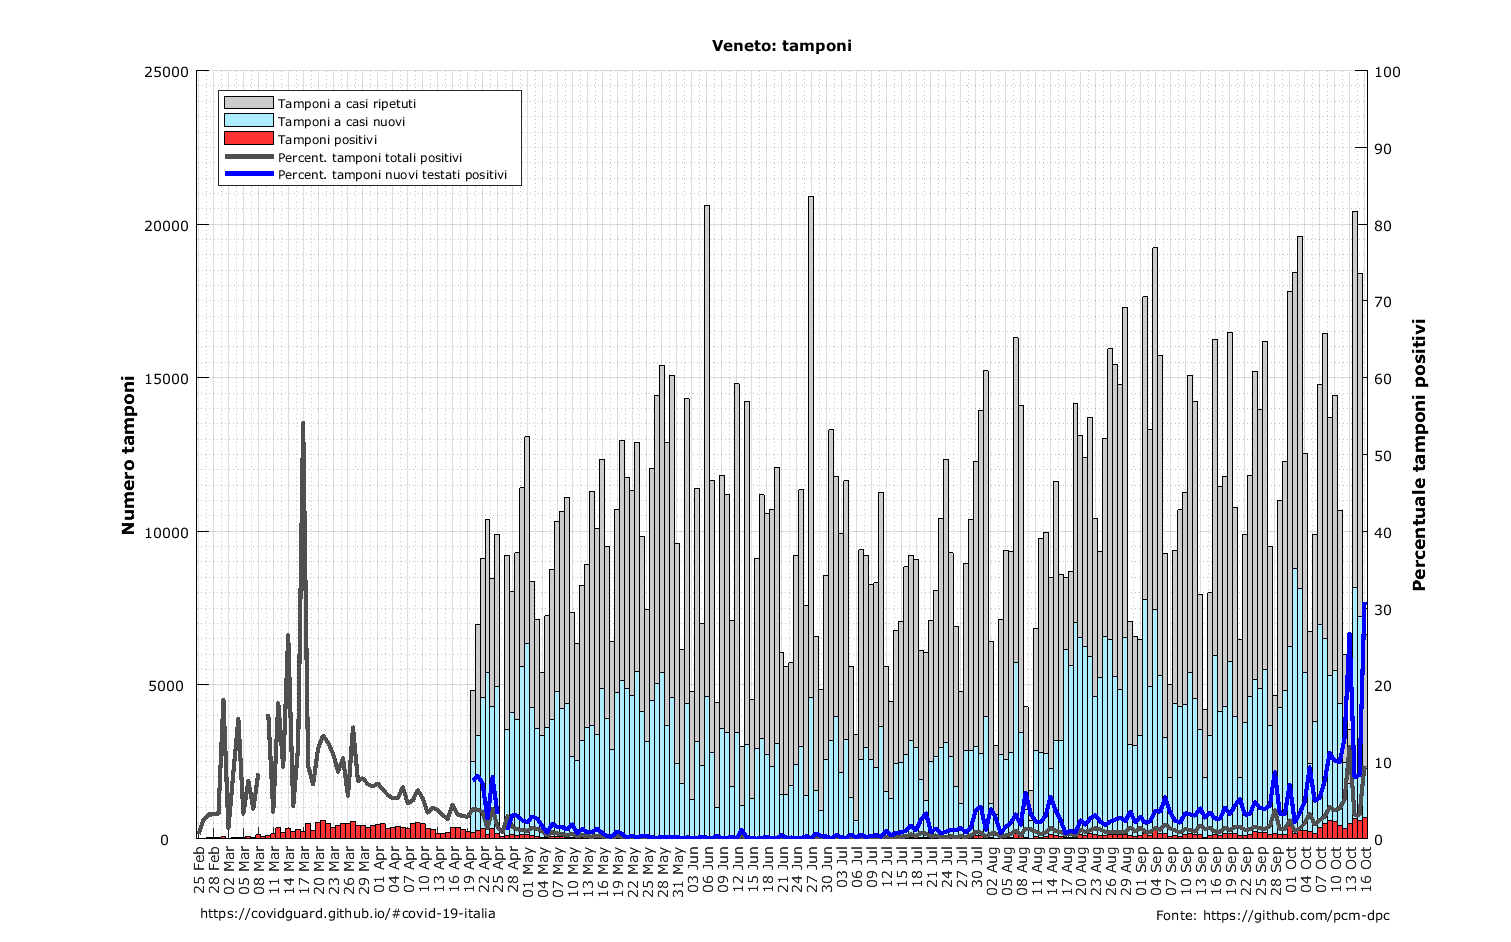 Veneto: tamponi
25000
20000
15000
10000
5000
0
Numero tamponi
Tamponi a casi ripetuti
Tamponi a casi nuovi
Tamponi positivi
Percent. tamponi totali positivi
Percent. tamponi nuovi testati positivi
100
90
80
70
60
50
40
30
20
10
0
Percentuale tamponi positivi
25 Feb
28 Feb
02 Mar
05 Mar
08 Mar
11 Mar
14 Mar
17 Mar
20 Mar
23 Mar
26 Mar
29 Mar
01 Apr
04 Apr
07 Apr
10 Apr
13 Apr
16 Apr
19 Apr
22 Apr
25 Apr
28 Apr
01 May
04 May
07 May
10 May
13 May
16 May
19 May
22 May
25 May
28 May
31 May
03 Jun
06 Jun
09 Jun
12 Jun
15 Jun
18 Jun
21 Jun
24 Jun
27 Jun
30 Jun
03 Jul
06 Jul
09 Jul
12 Jul
15 Jul
18 Jul
21 Jul
24 Jul
27 Jul
30 Jul
02 Aug
05 Aug
08 Aug
11 Aug
14 Aug
17 Aug
20 Aug
23 Aug
26 Aug
29 Aug
01 Sep
04 Sep
07 Sep
10 Sep
13 Sep
16 Sep
19 Sep
22 Sep
25 Sep
28 Sep
01 Oct
04 Oct
07 Oct
10 Oct
13 Oct
16 Oct
https://covidguard.github.io/#covid-19-italia
Fonte: https://github.com/pcm-dpc